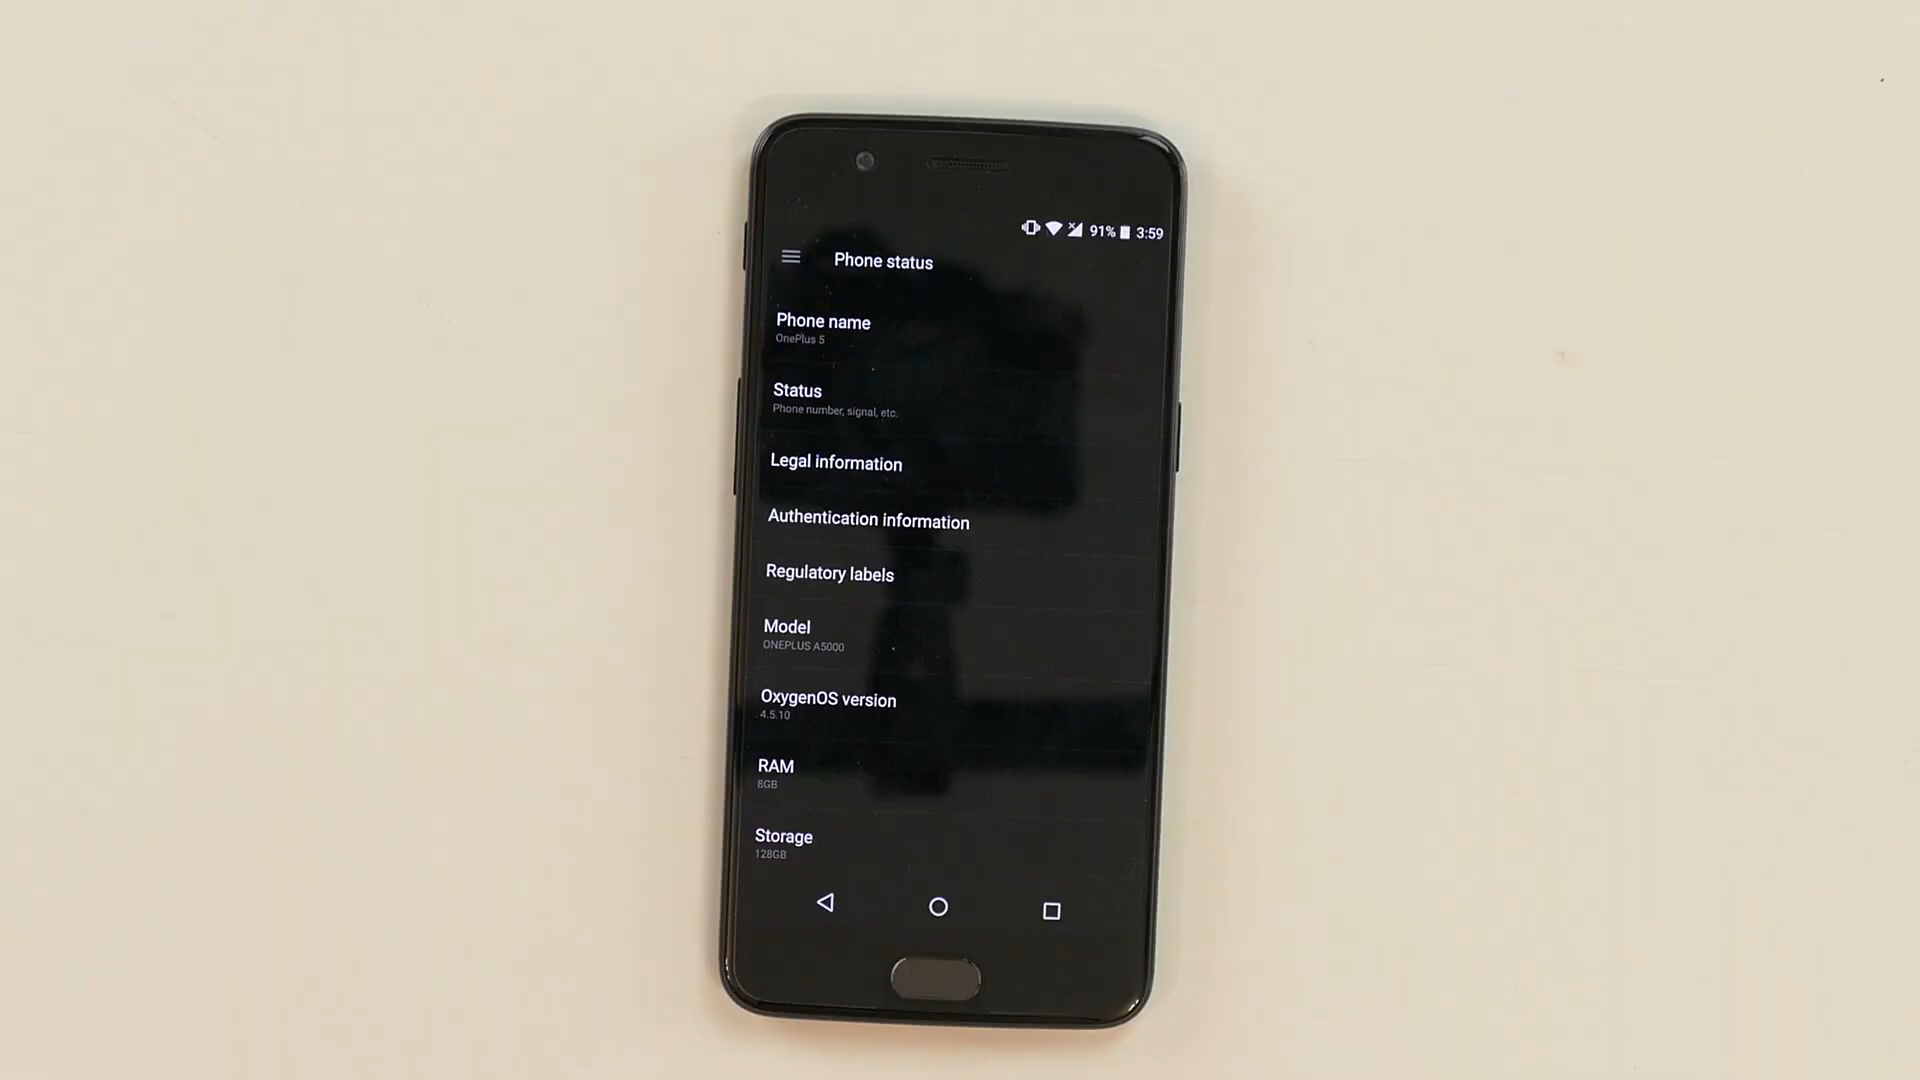 91% 3:59
Phone status
Phone name
OnePlus 5
Status
Phone number, signal, etc.
Legal information
Authentication information
Regulatory labels
Model
ONEPLUS A5000
OxygenOS version
4.5.10
RAM
8GB
Storage
128GB